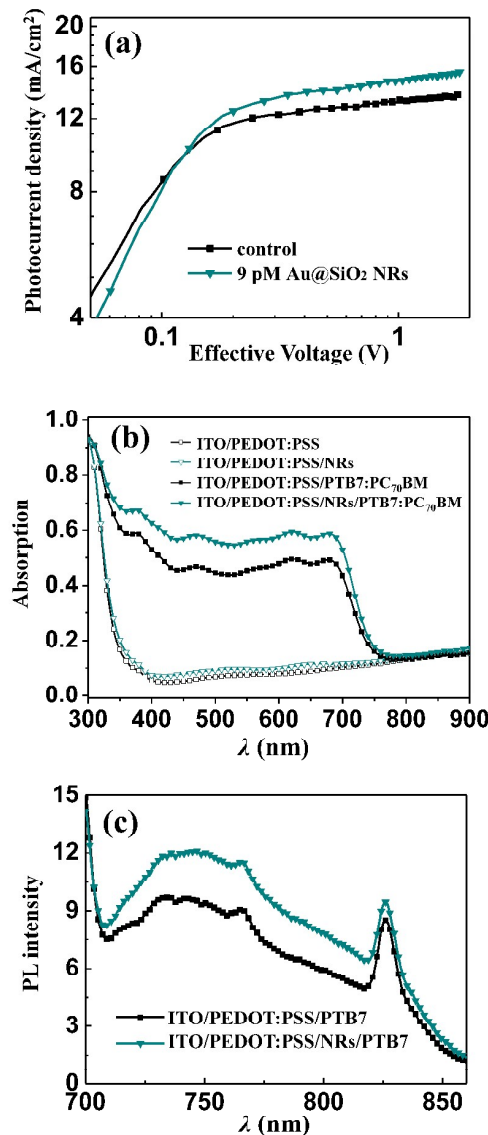 (a)
Photocurrent density (mA/cm²)
20
16
12
8
4
control
9 pM Au@SiO₂ NRs
0.1
1
Effective Voltage (V)
(b)
Absorption
1.0
0.8
0.6
0.4
0.2
0.0
ITO/PEDOT:PSS
ITO/PEDOT:PSS/NRs
ITO/PEDOT:PSS/PTB7:PC₇₀BM
ITO/PEDOT:PSS/NRs/PTB7:PC₇₀BM
300 400 500 600 700 800 900
λ (nm)
(c)
PL intensity
15
12
9
6
3
0
ITO/PEDOT:PSS/PTB7
ITO/PEDOT:PSS/NRs/PTB7
700 750 800 850
λ (nm)